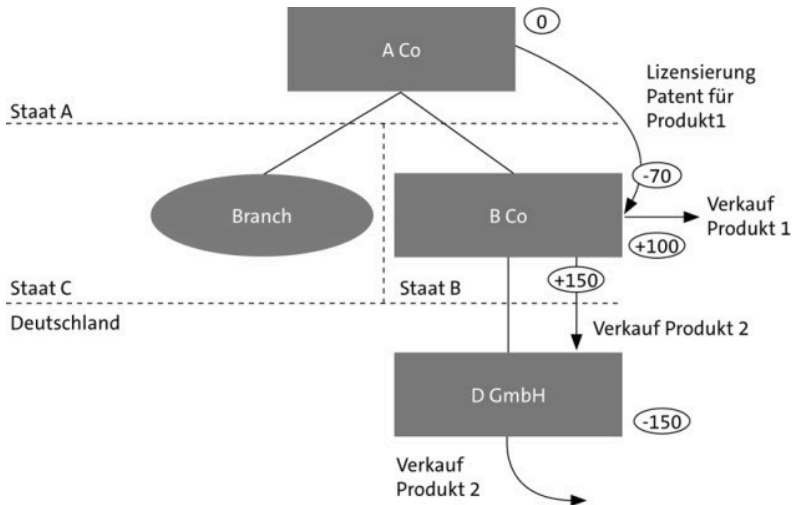 0
A Co
Lizensierung
Patent für
Produkt1
Staat A
-70
Branch
B Co
Verkauf
Produkt 1
+100
+150
Staat C
Staat B
Deutschland
Verkauf Produkt 2
D GmbH
-150
Verkauf
Produkt 2